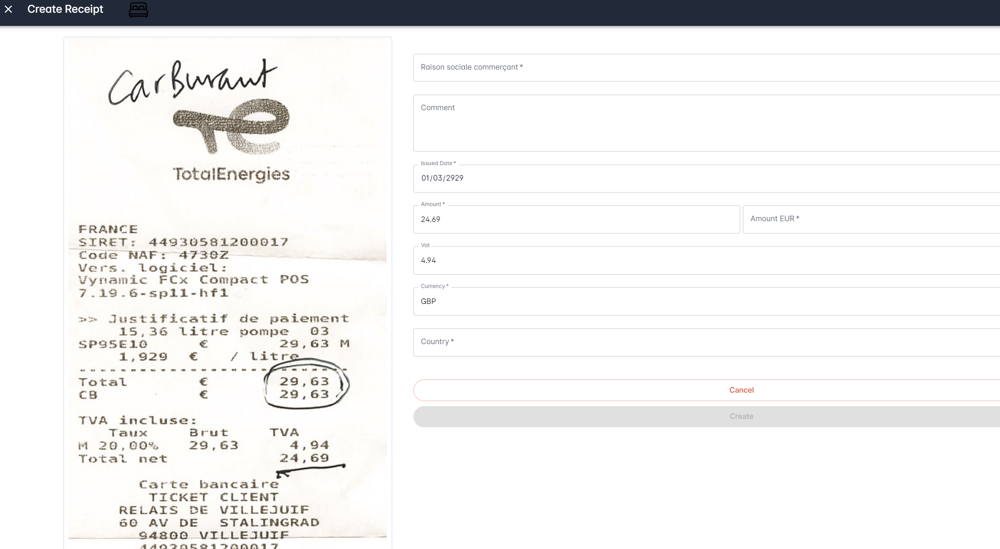 Create Receipt
CarBurant
TotalEnergies
FRANCE
SIRET: 44930581200017
Code NAF: 4730Z
Vers. logiciel:
Vynamic FCx Compact POS
7.19.6-sp11-hf1
>> Justificatif de paiement
15,36 litre pompe 03
SP95E10 € 29,63 M
1,929 € / litre
Total € 29,63
CB € 29,63
TVA incluse:
Taux Brut TVA
M 20,00% 29,63 4,94
Total net 24,69
Carte bancaire
TICKET CLIENT
RELAIS DE VILLEJUIF
60 AV DE STALINGRAD
94800 VILLEJUIF
44930581200017
Raison sociale commerçant *
Comment
Issued Date *
01/03/2929
Amount *
24.69
Amount EUR *
Vat
4.94
Currency *
GBP
Country *
Cancel
Create